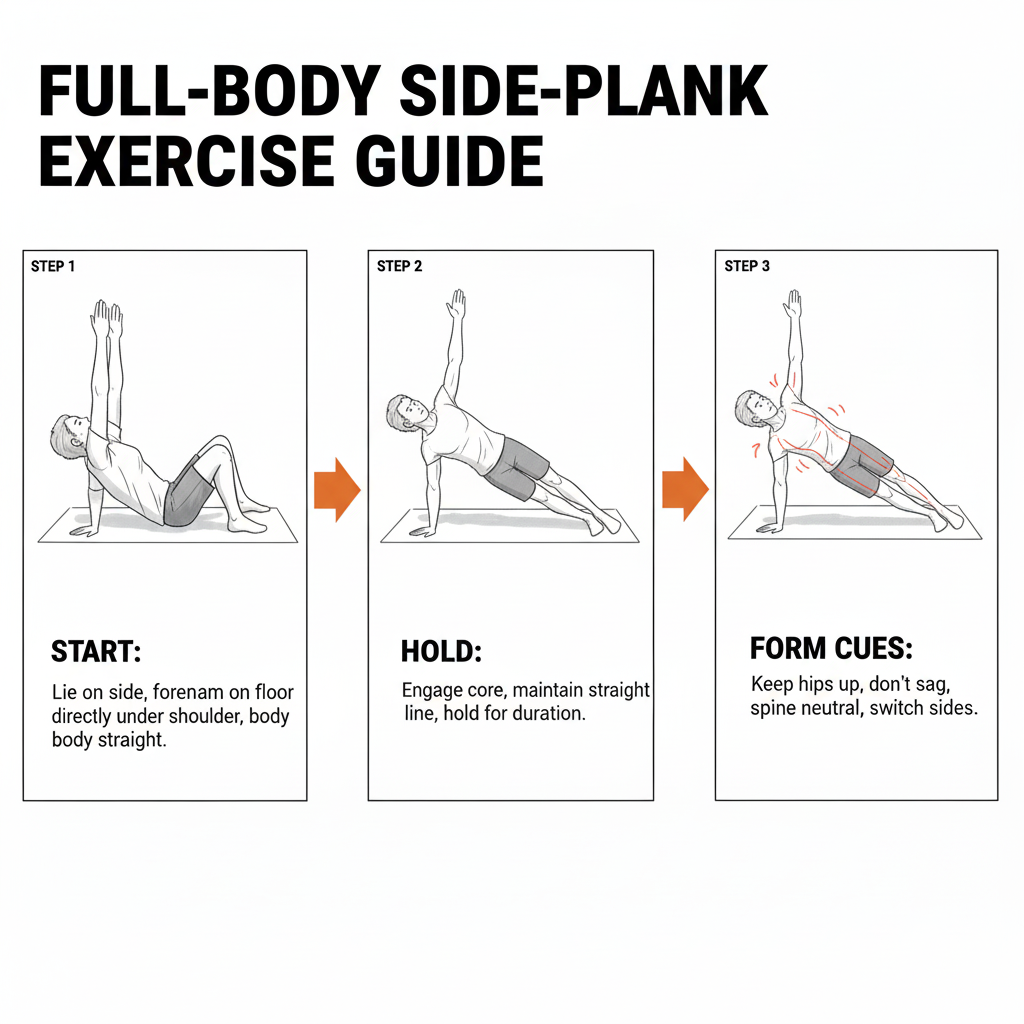 FULL-BODY SIDE-PLANK
EXERCISE GUIDE
STEP 1
START:
Lie on side, forenam on floor
directly under shoulder, body
body straight.
STEP 2
HOLD:
Engage core, maintain straight
line, hold for duration.
STEP 3
FORM CUES:
Keep hips up, don't sag,
spine neutral, switch sides.